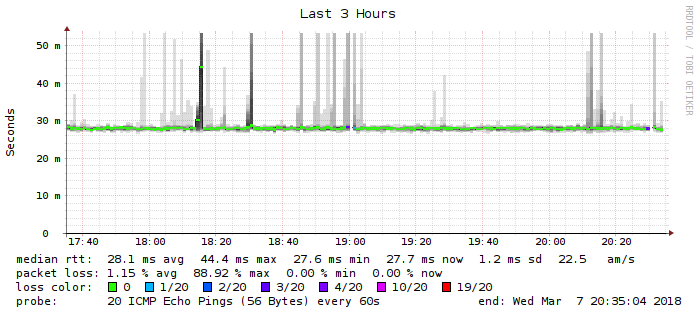 Last 3 Hours
RRDTOOL / TOBI OETIKER
Seconds
50 m
40 m
30 m
20 m
10 m
0
17:40 18:00 18:20 18:40 19:00 19:20 19:40 20:00 20:20
median rtt: 28.1 ms avg 44.4 ms max 27.6 ms min 27.7 ms now 1.2 ms sd 22.5 am/s
packet loss: 1.15 % avg 88.92 % max 0.00 % min 0.00 % now
loss color: 0 1/20 2/20 3/20 4/20 10/20 19/20
probe: 20 ICMP Echo Pings (56 Bytes) every 60s end: Wed Mar 7 20:35:04 2018